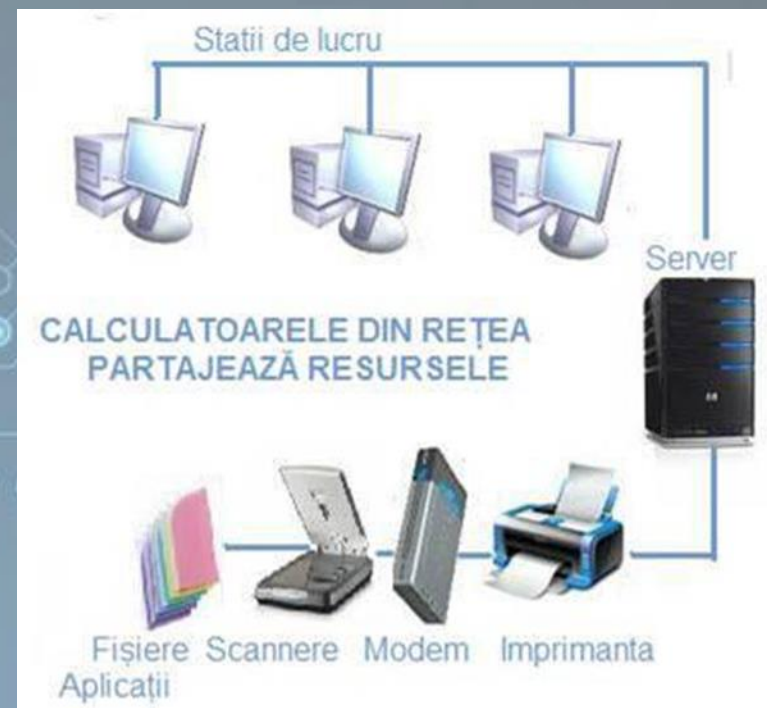 Statii de lucru
Server
CALCULATOARELE DIN REȚEA
PARTAJEAZĂ RESURSELE
Fișiere Scannere Modem Imprimanta
Aplicații